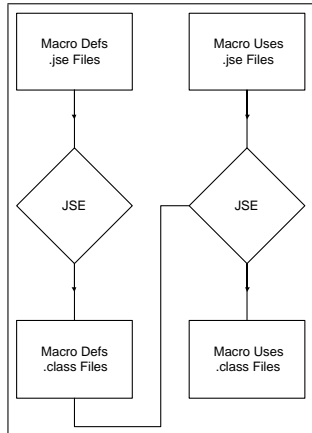 Macro Defs
.jse Files
Macro Uses
.jse Files
JSE
JSE
Macro Defs
.class Files
Macro Uses
.class Files